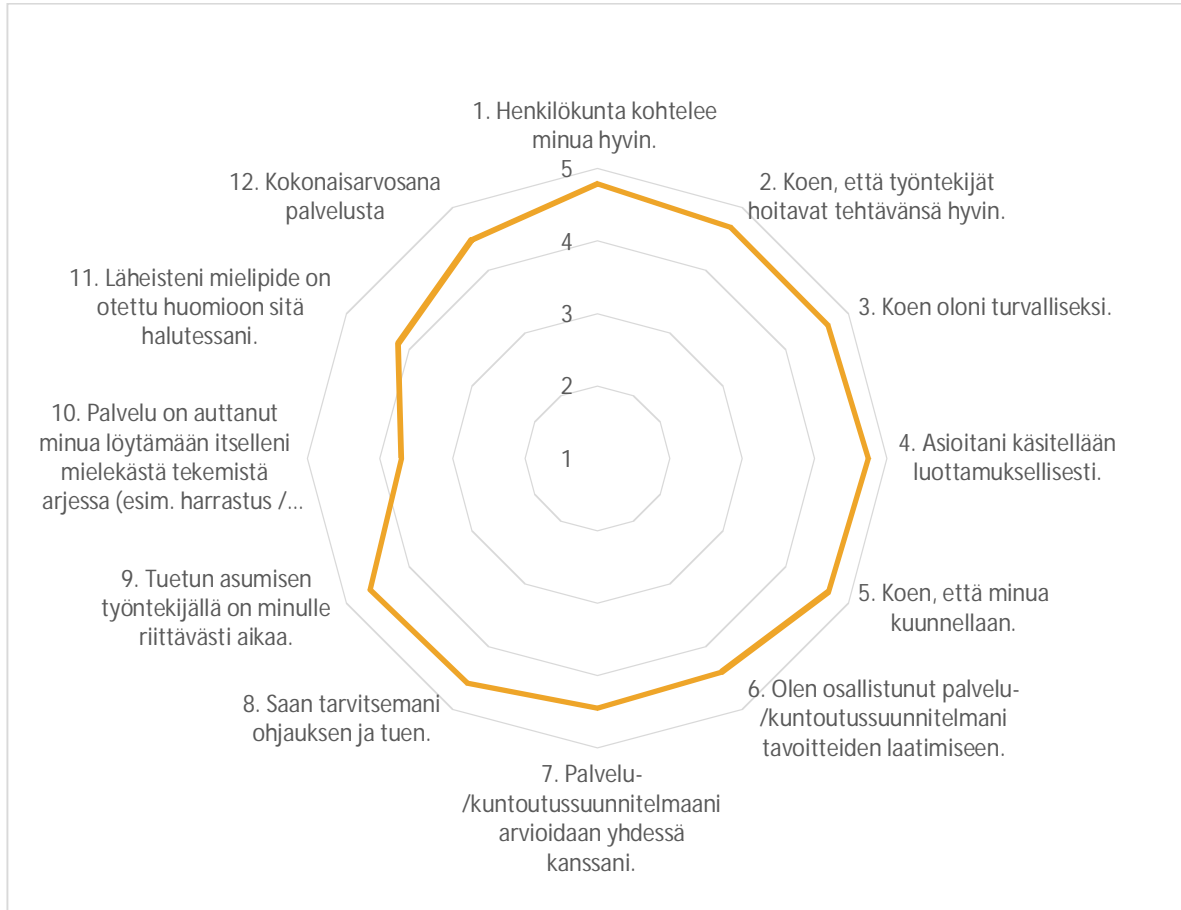 1. Henkilökunta kohtelee
minua hyvin.
2. Koen, että työntekijät
hoitavat tehtävänsä hyvin.
3. Koen oloni turvalliseksi.
4. Asioitani käsitellään
luottamuksellisesti.
5. Koen, että minua
kuunnellaan.
6. Olen osallistunut palvelu-
/kuntoutussuunnitelmani
tavoitteiden laatimiseen.
7. Palvelu-
/kuntoutussuunnitelmaani
arvioidaan yhdessä
kanssani.
8. Saan tarvitsemani
ohjauksen ja tuen.
9. Tuetun asumisen
työntekijällä on minulle
riittävästi aikaa.
10. Palvelu on auttanut
minua löytämään itselleni
mielekästä tekemistä
arjessa (esim. harrastus /...
11. Läheisteni mielipide on
otettu huomioon sitä
halutessani.
12. Kokonaisarvosana
palvelusta
5
4
3
2
1